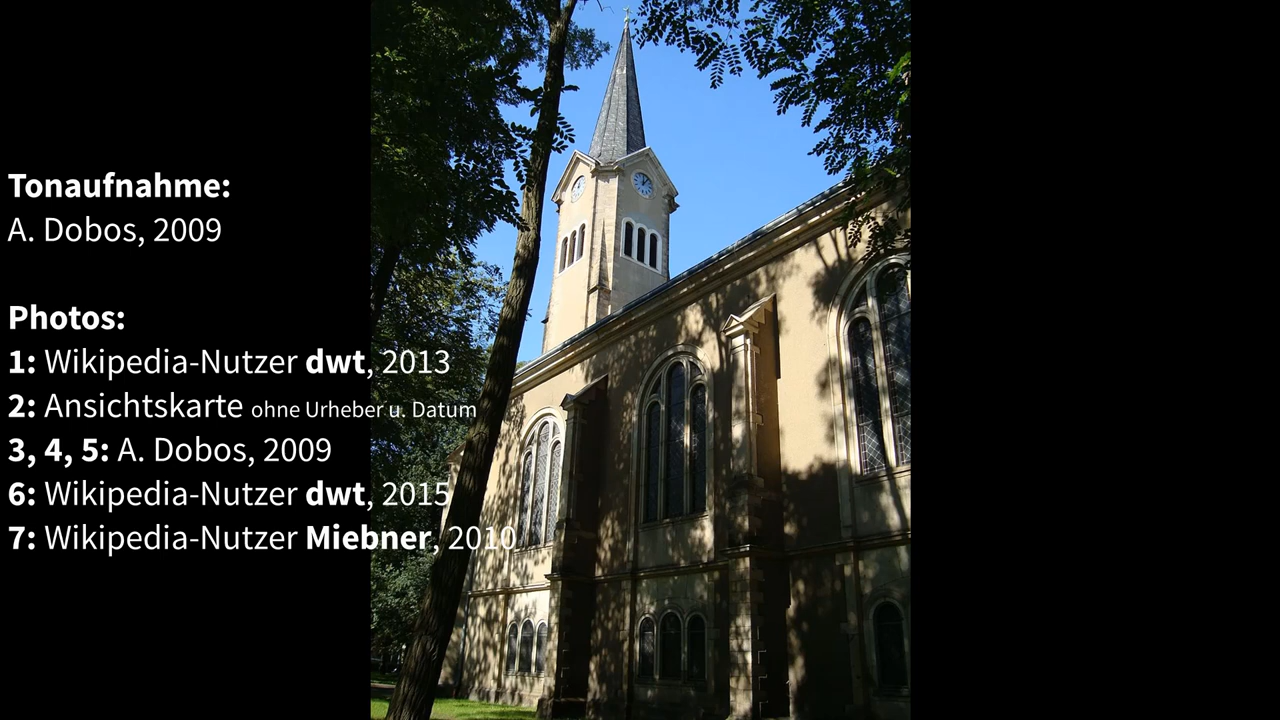 Tonaufnahme:
A. Dobos, 2009
Photos:
1: Wikipedia-Nutzer dwt, 2013
2: Ansichtskarte ohne Urheber u. Datum
3, 4, 5: A. Dobos, 2009
6: Wikipedia-Nutzer dwt, 2015
7: Wikipedia-Nutzer Miebner, 2010